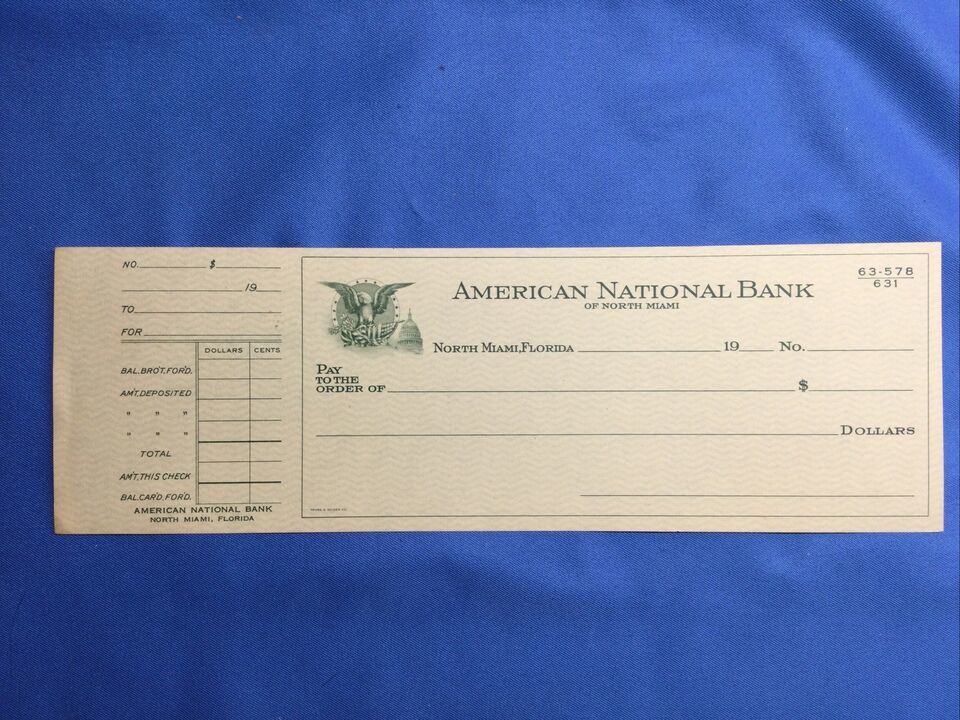 NO. $
19
TO
FOR
DOLLARS CENTS
BAL. BRO'T. FOR'D.
AM'T. DEPOSITED
" " "
" " "
TOTAL
AM'T. THIS CHECK
BAL. CAR'D. FOR'D.
AMERICAN NATIONAL BANK
NORTH MIAMI, FLORIDA
63-578
631
AMERICAN NATIONAL BANK
OF NORTH MIAMI
NORTH MIAMI, FLORIDA 19 NO.
PAY
TO THE
ORDER OF $
DOLLARS